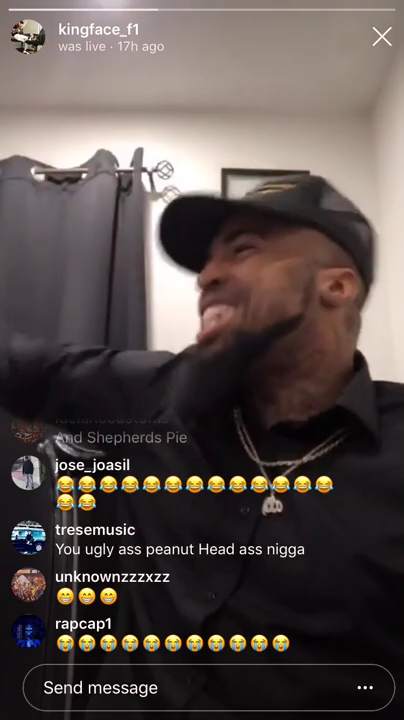 kingface_f1
was live · 17h ago
And Shepherds Pie
jose_joasil
😂😂😂😂😂😂😂😂😂😂😂😂😂
😂😂
tresemusic
You ugly ass peanut Head ass nigga
unknownzzzxzz
😁😁😁
rapcap1
😭😭😭😭😭😭😭😭😭😭😭
Send message